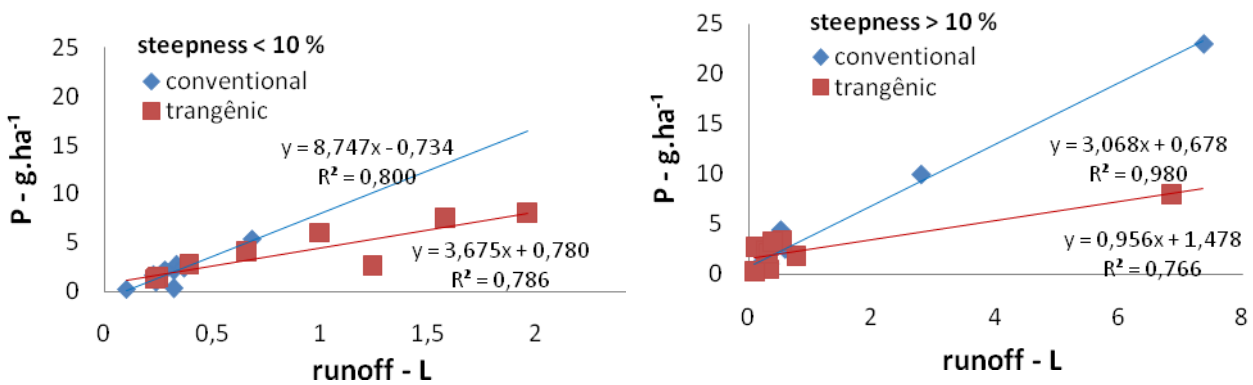 steepness < 10 %
conventional
trangênic
25
20
15
10
5
0
P - g.ha⁻¹
y = 8,747x - 0,734
R² = 0,800
y = 3,675x + 0,780
R² = 0,786
0 0,5 1 1,5 2
runoff - L
steepness > 10 %
conventional
trangênic
25
20
15
10
5
0
P - g.ha⁻¹
y = 3,068x + 0,678
R² = 0,980
y = 0,956x + 1,478
R² = 0,766
0 2 4 6 8
runoff - L